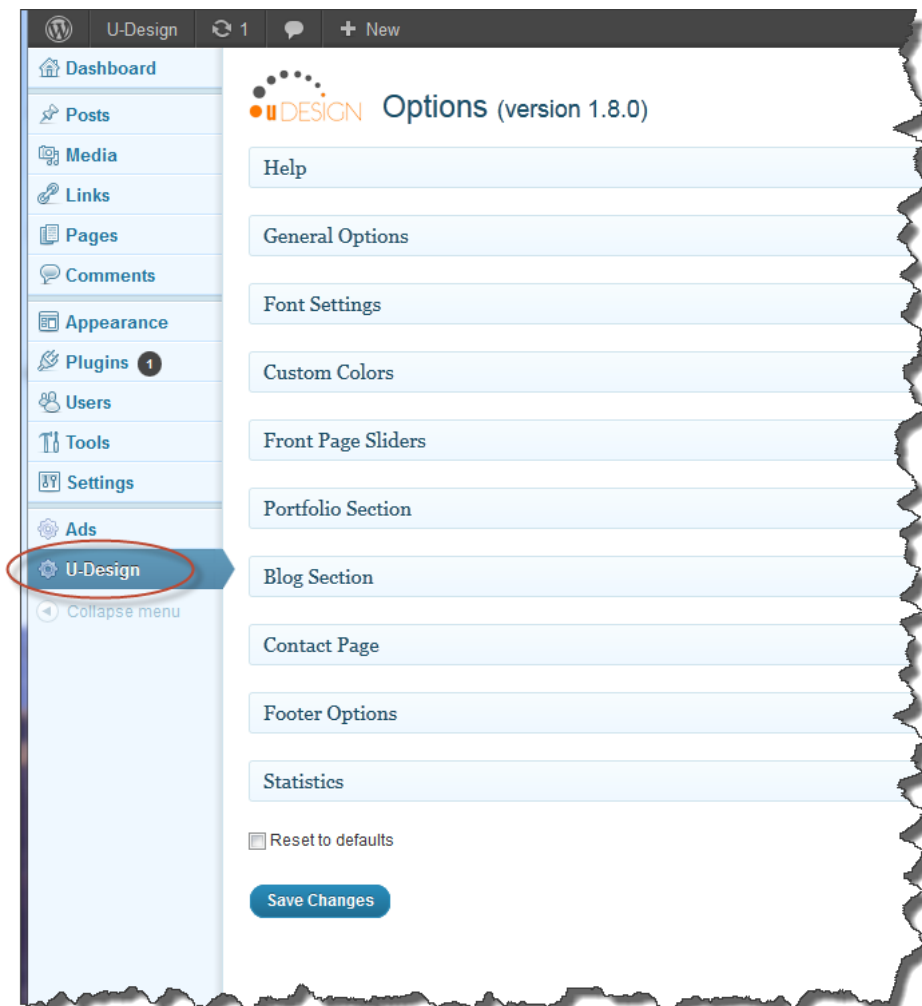 U-Design 1 New
Dashboard
Posts
Media
Links
Pages
Comments
Appearance
Plugins 1
Users
Tools
Settings
Ads
U-Design
Collapse menu
uDESIGN Options (version 1.8.0)
Help
General Options
Font Settings
Custom Colors
Front Page Sliders
Portfolio Section
Blog Section
Contact Page
Footer Options
Statistics
Reset to defaults
Save Changes